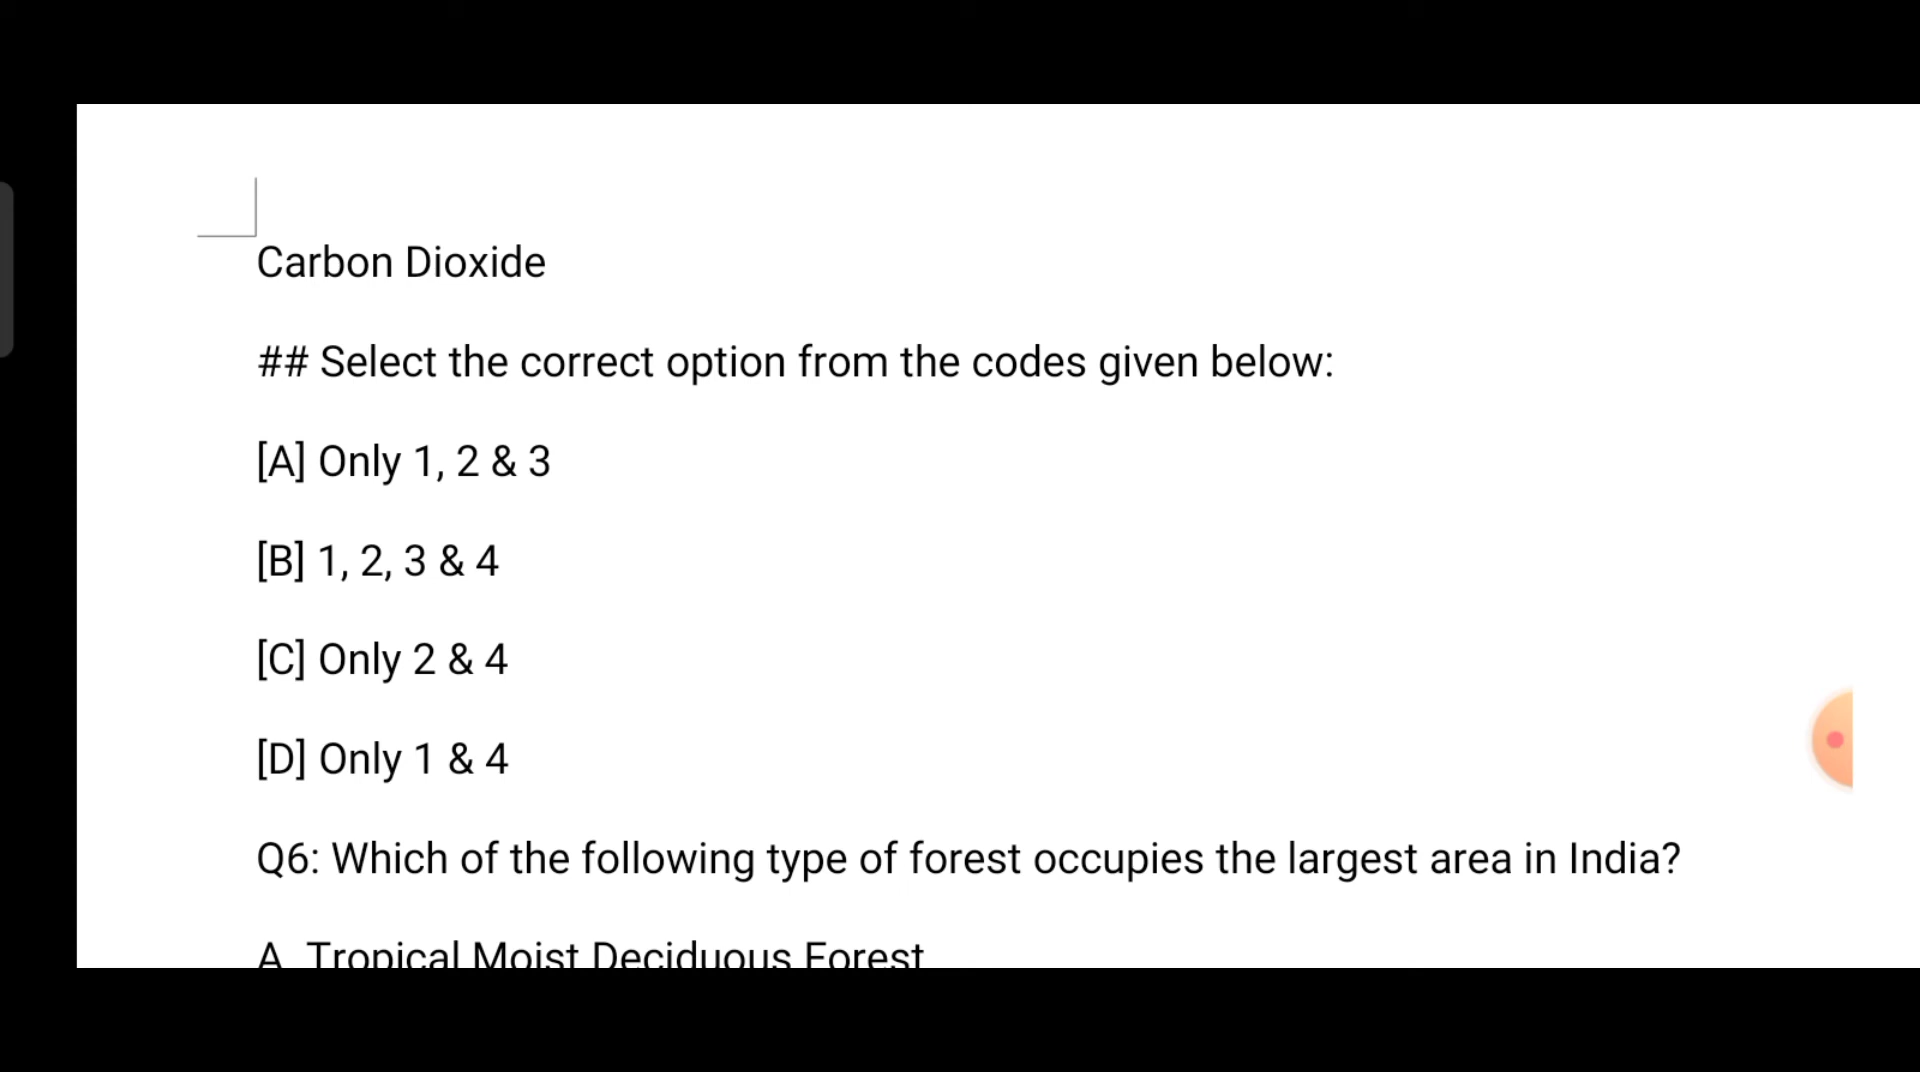 Carbon Dioxide
## Select the correct option from the codes given below:
[A] Only 1, 2 & 3
[B] 1, 2, 3 & 4
[C] Only 2 & 4
[D] Only 1 & 4
Q6: Which of the following type of forest occupies the largest area in India?
A. Tropical Moist Deciduous Forest